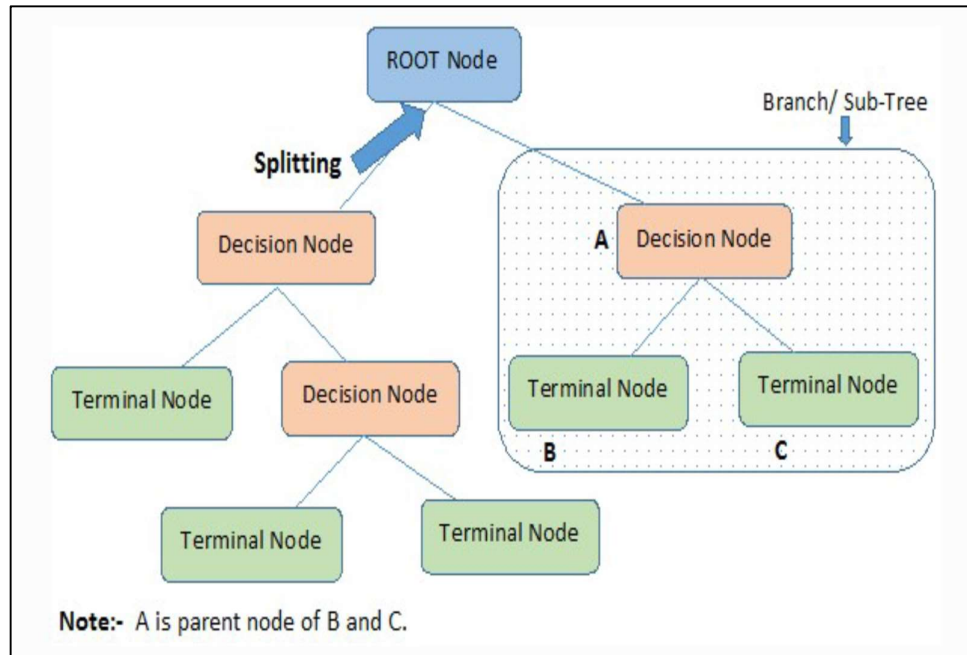 ROOT Node
Branch/ Sub-Tree
Splitting
Decision Node
A
Decision Node
Terminal Node
Decision Node
Terminal Node
Terminal Node
B
C
Terminal Node
Terminal Node
Note:- A is parent node of B and C.